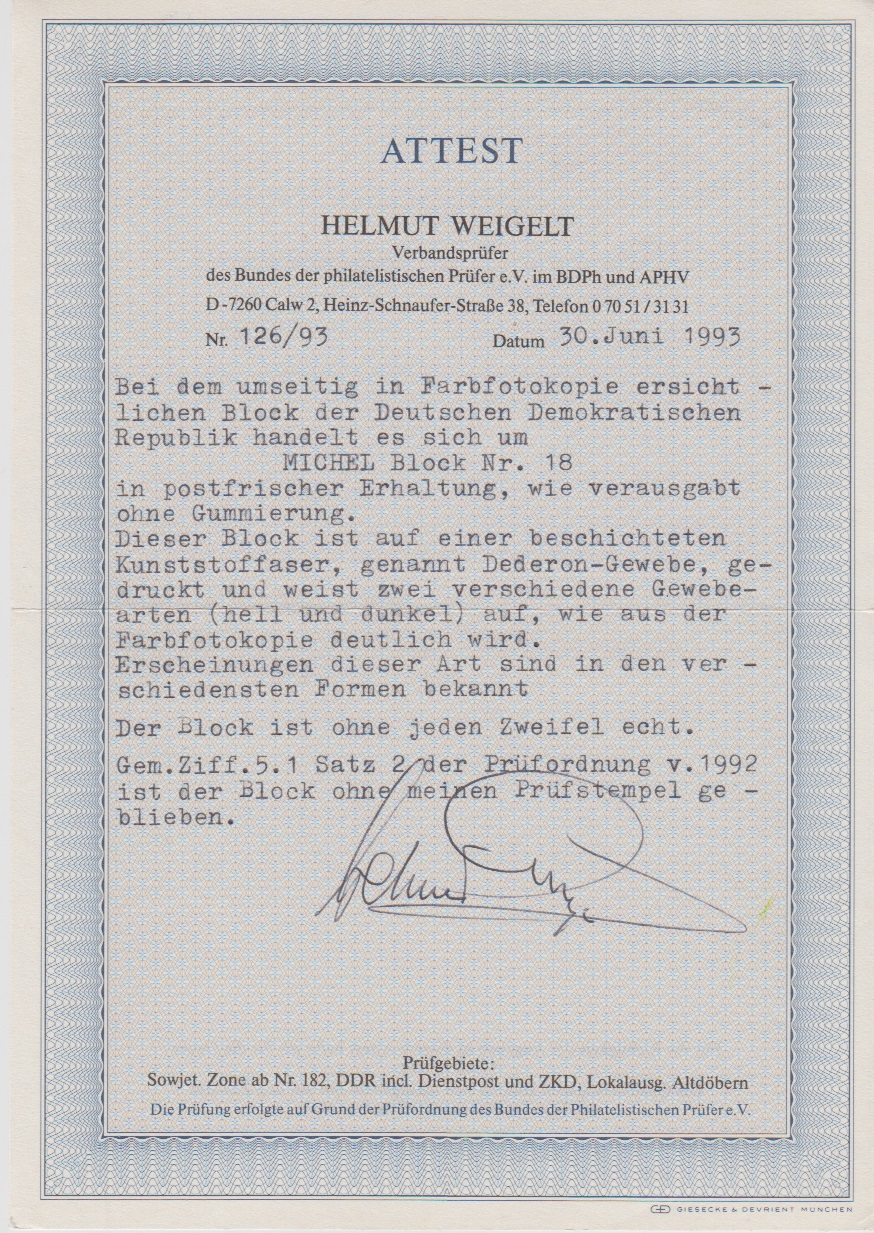 ATTEST
HELMUT WEIGELT
Verbandsprüfer
des Bundes der philatelistischen Prüfer e.V. im BDPh und APHV
D-7260 Calw 2, Heinz-Schnaufer-Straße 38, Telefon 0 70 51 / 31 31
Nr. 126/93 Datum 30.Juni 1993
Bei dem umseitig in Farbfotokopie ersicht -
lichen Block der Deutschen Demokratischen
Republik handelt es sich um
MICHEL Block Nr. 18
in postfrischer Erhaltung, wie verausgabt
ohne Gummierung.
Dieser Block ist auf einer beschichteten
Kunststoffaser, genannt Dederon-Gewebe, ge-
druckt und weist zwei verschiedene Gewebe-
arten (hell und dunkel) auf, wie aus der
Farbfotokopie deutlich wird.
Erscheinungen dieser Art sind in den ver -
schiedensten Formen bekannt
Der Block ist ohne jeden Zweifel echt.
Gem.Ziff.5.1 Satz 2 der Prüfordnung v.1992
ist der Block ohne meinen Prüfstempel ge -
blieben.
Prüfgebiete:
Sowjet. Zone ab Nr. 182, DDR incl. Dienstpost und ZKD, Lokalausg. Altdöbern
Die Prüfung erfolgte auf Grund der Prüfordnung des Bundes der Philatelistischen Prüfer e.V.
GIESECKE & DEVRIENT MÜNCHEN